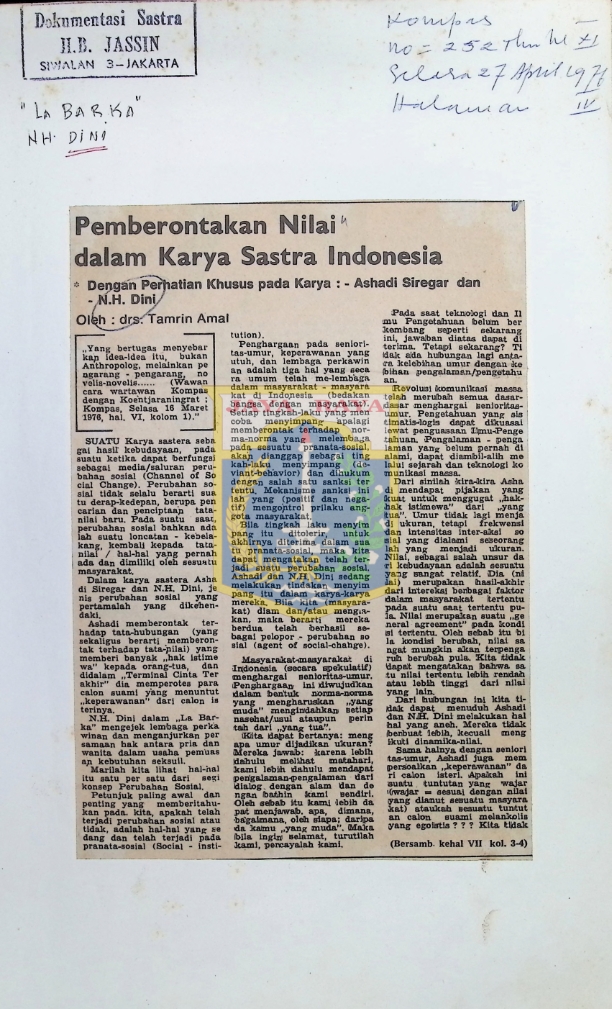 Dokumentasi Sastra
H.B. JASSIN
SIWALAN 3-JAKARTA
Kompas
no = 252 Thn ke XI
Selasa 27 April 1976
Halaman IV
"LA BARKA"
NH. DINI
Pemberontakan Nilai
dalam Karya Sastra Indonesia
* Dengan Perhatian Khusus pada Karya : - Ashadi Siregar dan
- N.H. Dini
Oleh : drs. Tamrin Amal
„Yang bertugas menyebar
kan idea-idea itu, bukan
Anthropolog, melainkan pe
ngarang - pengarang, no
velis-novelis...... (Wawan
cara wartawan Kompas
dengan Koentjaraningrat ;
Kompas, Selasa 16 Maret
1976, hal. VI, kolom 1)."
SUATU Karya sastera seba
gai hasil kebudayaan, pada
suatu ketika dapat berfungsi
sebagai media/saluran peru
bahan sosial (Channel of So
cial Change). Perubahan so-
sial tidak selalu berarti sua
tu derap-kedepan, berupa pen
carian dan penciptaan tata-
nilai baru. Pada suatu saat,
perubahan sosial bahkan ada
lah suatu loncatan - kebela-
kang, kembali kepada tata-
nilai / hal-hal yang pernah
ada dan dimiliki oleh sesuatu
masyarakat.
Dalam karya sastera Asha
di Siregar dan N.H. Dini, je
nis perubahan sosial yang
pertamalah yang dikehen-
daki.
Ashadi memberontak ter-
hadap tata-hubungan (yang
sekaligus berarti memberon-
tak terhadap tata-nilai) yang
memberi banyak „hak istime
wa" kepada orang-tua, dan
didalam „Terminal Cinta Ter
akhir" dia memperotes para
calon suami yang menuntut
„keperawanan" dari calon is
terinya.
N.H. Dini dalam „La Bar-
ka" mengejek lembaga perka
winan dan menganjurkan per
samaan hak antara pria dan
wanita dalam usaha pemuas
an kebutuhan seksuil.
Marilah kita lihat hal-hal
itu satu per satu dari segi
konsep Perubahan Sosial.
Petunjuk paling awal dan
penting yang memberitahu-
kan pada kita, apakah telah
terjadi perubahan sosial atau
tidak, adalah hal-hal yang se
dang dan telah terjadi pada
pranata-sosial (Social - insti-
tution).
Penghargaan pada seniori-
tas-umur, keperawanan yang
utuh, dan lembaga perkawin
an adalah tiga hal yang seca
ra umum telah me-lembaga
dalam masyarakat - masyara
kat di Indonesia (bedakan
bangsa dengan masyarakat).
Setiap tingkah-laku yang men
coba menyimpang, apalagi
memberontak terhadap nor-
ma-norma yang melembaga
pada sesuatu pranata-sosial,
akan dianggap sebagai ting
kah-laku menyimpang (de-
viant-behavior) dan dihukum
dengan salah satu sanksi ter
tentu. Mekanisme sanksi ini
lah yang (positif dan nega
tif) mengontrol perilaku ang-
gota masyarakat.
Bila tingkah-laku menyim
pang itu ditolerir, untuk
akhirnya diterima dalam sua
tu pranata-sosial, maka kita
dapat mengatakan telah ter-
jadi suatu perubahan sosial.
Ashadi dan N.H. Dini sedang
melakukan tindakan menyim
pang di dalam karya-karya
mereka. Bila kita (masyara-
kat) diam dan/atau mengia-
kan, maka berarti mereka
berdua telah berhasil se-
bagai pelopor - perubahan so
sial (agent of social-change).
Masyarakat-masyarakat di
Indonesia (secara spekulatif)
menghargai senioritas-umur.
Penghargaan ini diwujudkan
dalam bentuk norma-norma
yang mengharuskan „yang
muda" mengindahkan setiap
nasehat/usul ataupun perin
tah dari „yang tua".
Kita dapat bertanya: meng
apa umur dijadikan ukuran?
Mereka jawab: karena lebih
dahulu melihat matahari,
kami lebih dahulu mendapat
pengalaman-pengalaman dari
dialog dengan alam dan de
ngan bathin kami sendiri.
Oleh sebab itu kami lebih da
pat menjawab, apa, dimana,
bagaimana, oleh siapa; daripa
da kamu „yang muda". Maka
bila ingin selamat, turutilah
kami, percayalah kami.
Pada saat teknologi dan Il
mu Pengetahuan belum ber
kembang seperti sekarang
ini, jawaban diatas dapat di
terima. Tetapi sekarang? Ti
dak ada hubungan lagi anta-
ra kelebihan umur dengan ke
bihan pengalaman/pengetahu
an.
Revolusi komunikasi massa
telah merubah semua dasar-
dasar menghargai senioritas-
umur. Pengetahuan yang sis
timatis-logis dapat dikuasai
lewat penguasaan Ilmu-Penge
tahuan. Pengalaman - penga
laman yang belum pernah di
alami, dapat diambil-alih me
lalui sejarah dan teknologi ko
munikasi massa.
Dari sinilah kira-kira Asha
di mendapat pijakan yang
kuat untuk menggugat „hak-
hak istimewa" dari „yang
tua". Umur tidak lagi menja
di ukuran, tetapi frekwensi
dan intensitas inter-aksi so
sial yang dialami seseorang
lah yang menjadi ukuran.
Nilai, sebagai salah unsur da
ri kebudayaan adalah sesuatu
yang sangat relatif. Dia (ni
lai) merupakan hasil-akhir
dari interaksi berbagai faktor
dalam masyarakat tertentu
pada suatu saat tertentu pu-
la. Nilai merupakan suatu „ge
neral agreement" pada kondi
si tertentu. Oleh sebab itu bi
la kondisi berubah, nilai sa
ngat mungkin akan terpenga
ruh berubah pula. Kita tidak
dapat mengatakan bahwa sa
tu nilai tertentu lebih rendah
atau lebih tinggi dari nilai
yang lain.
Dari hubungan ini kita ti-
dak dapat menuduh Ashadi
dan N.H. Dini melakukan hal
hal yang aneh. Mereka tidak
berbuat lebih, kecuali meng
ikuti dinamika-nilai.
Sama halnya dengan seniori
tas-umur, Ashadi juga mem
persoalkan „keperawanan" da
ri calon isteri. Apakah ini
suatu tuntutan yang wajar
(wajar = sesuai dengan nilai
yang dianut sesuatu masyara
kat) ataukah sesuatu tuntut
an calon suami melankolis
yang egoistis ? ? ? Kita tidak
(Bersamb. kehal VII kol. 3-4)
JAYA RAYA